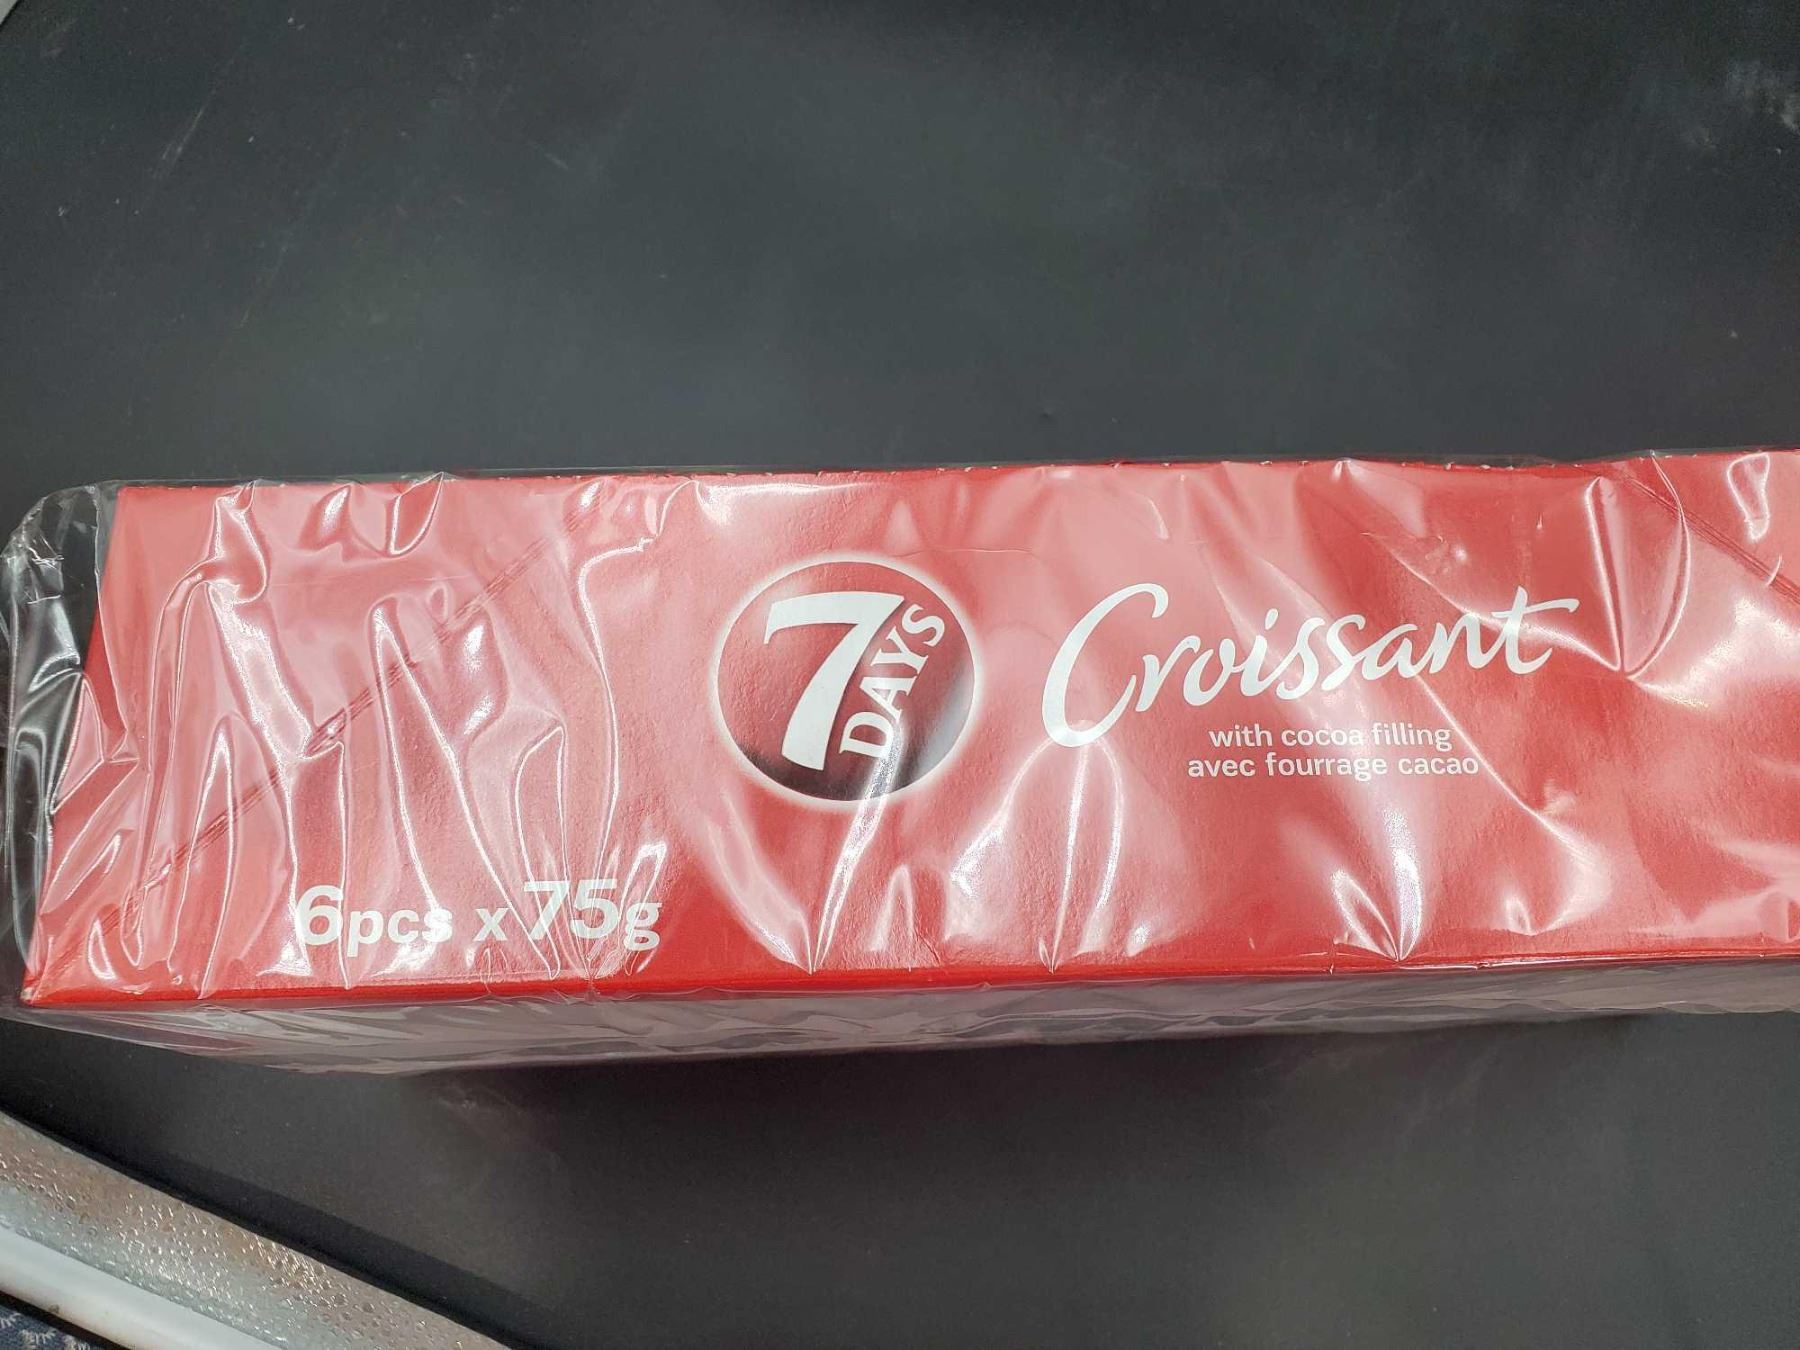 7
DAYS
Croissant
with cocoa filling
avec fourrage cacao
6pcs x 75g